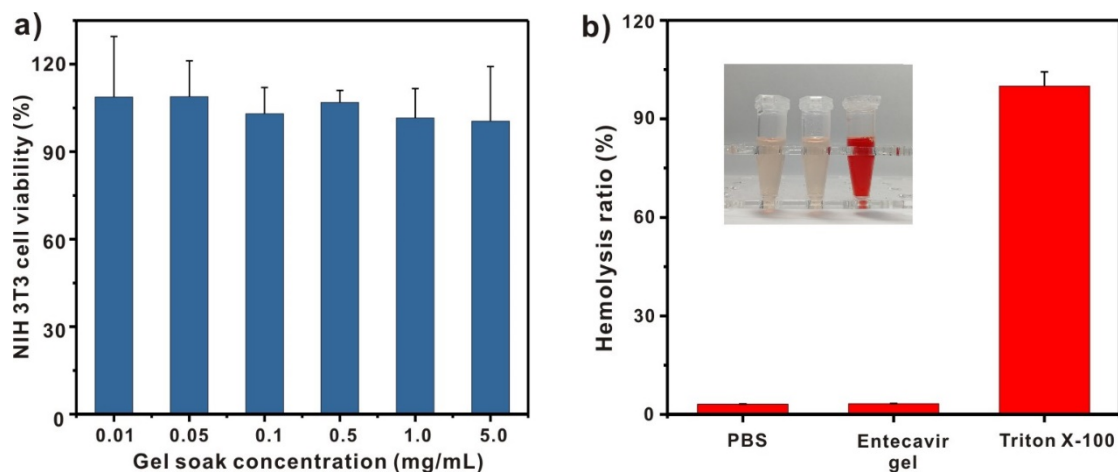 a)
NIH 3T3 cell viability (%)
120
90
60
30
0
0.01 0.05 0.1 0.5 1.0 5.0
Gel soak concentration (mg/mL)
b)
Hemolysis ratio (%)
120
90
60
30
0
PBS Entecavir Triton X-100
gel